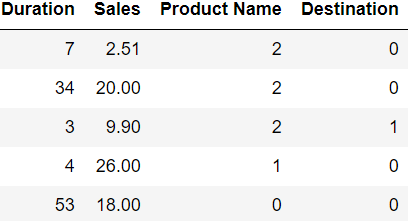 Duration Sales Product Name Destination
7 2.51 2 0
34 20.00 2 0
3 9.90 2 1
4 26.00 1 0
53 18.00 0 0